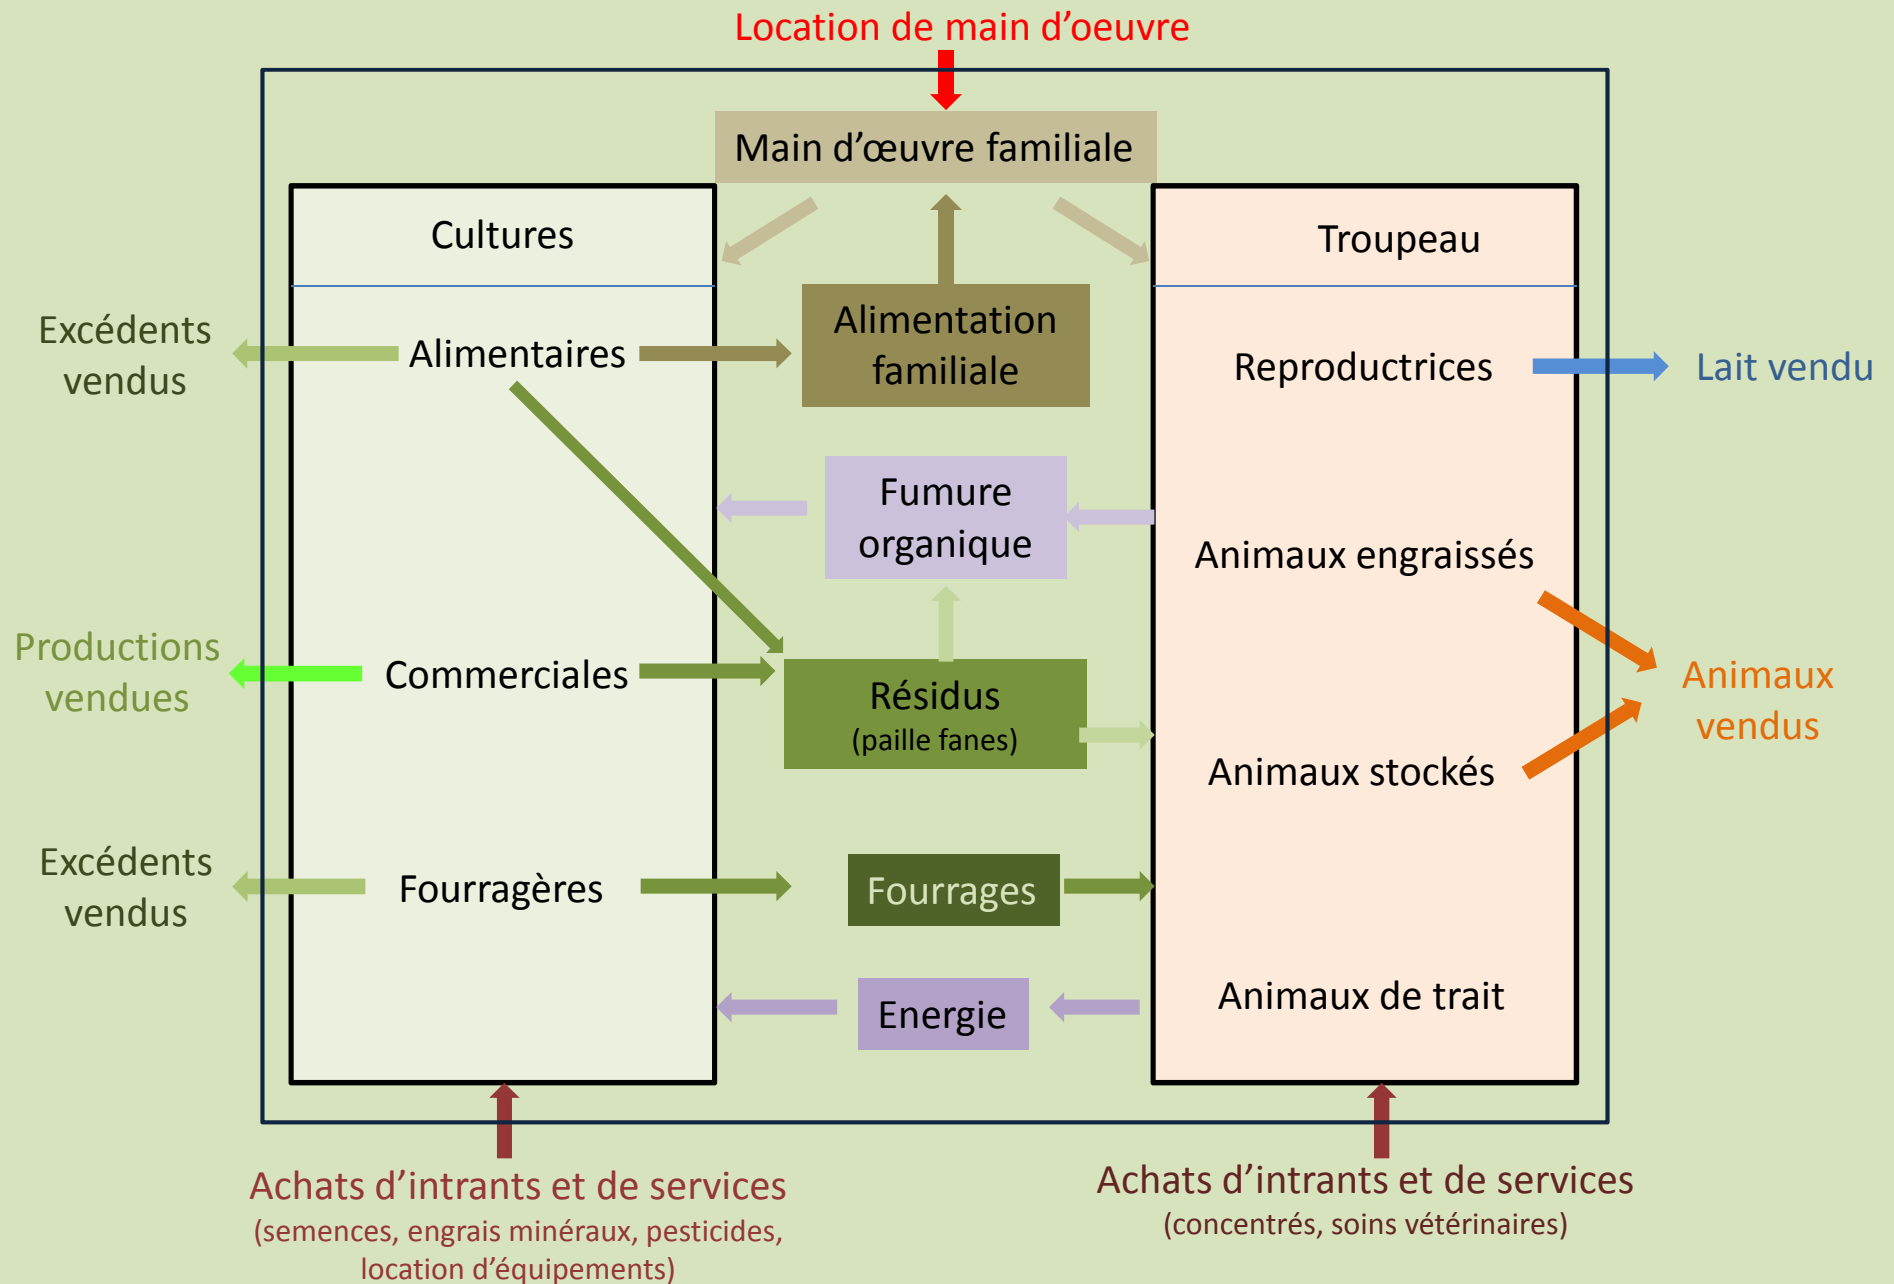 Location de main d'oeuvre
Main d'œuvre familiale
Cultures
Troupeau
Excédents
vendus
Alimentaires
Alimentation
familiale
Reproductrices
Lait vendu
Fumure
organique
Animaux engraissés
Productions
vendues
Commerciales
Résidus
(paille fanes)
Animaux
vendus
Animaux stockés
Excédents
vendus
Fourragères
Fourrages
Energie
Animaux de trait
Achats d'intrants et de services
(semences, engrais minéraux, pesticides,
location d'équipements)
Achats d'intrants et de services
(concentrés, soins vétérinaires)